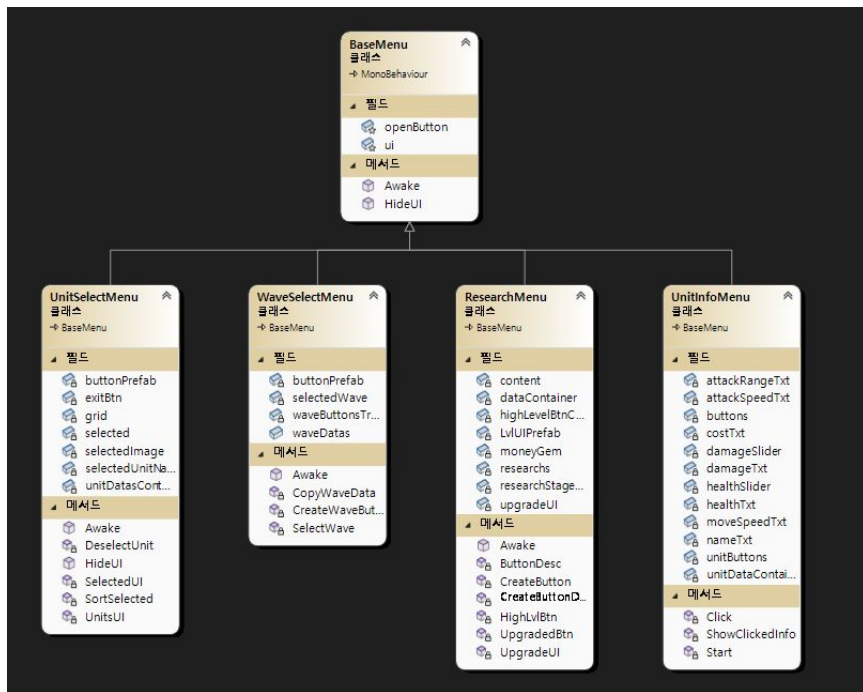 BaseMenu
클래스
MonoBehaviour
필드
openButton
ui
메서드
Awake
HideUI
UnitSelectMenu
클래스
BaseMenu
필드
buttonPrefab
exitBtn
grid
selected
selectedImage
selectedUnitNa...
unitDatasCont...
메서드
Awake
DeselectUnit
HideUI
SelectedUI
SortSelected
UnitsUI
WaveSelectMenu
클래스
BaseMenu
필드
buttonPrefab
selectedWave
waveButtonsTr...
waveDatas
메서드
Awake
CopyWaveData
CreateWaveBut...
SelectWave
ResearchMenu
클래스
BaseMenu
필드
content
dataContainer
highLevelBtnC...
LvlUIPrefab
moneyGem
researchs
researchStage...
upgradeUI
메서드
Awake
ButtonDesc
CreateButton
CreateButtonD...
HighLvlBtn
UpgradedBtn
UpgradeUI
UnitInfoMenu
클래스
BaseMenu
필드
attackRangeTxt
attackSpeedTxt
buttons
costTxt
damageSlider
damageTxt
healthSlider
healthTxt
moveSpeedTxt
nameTxt
unitButtons
unitDataContai...
메서드
Click
ShowClickedInfo
Start